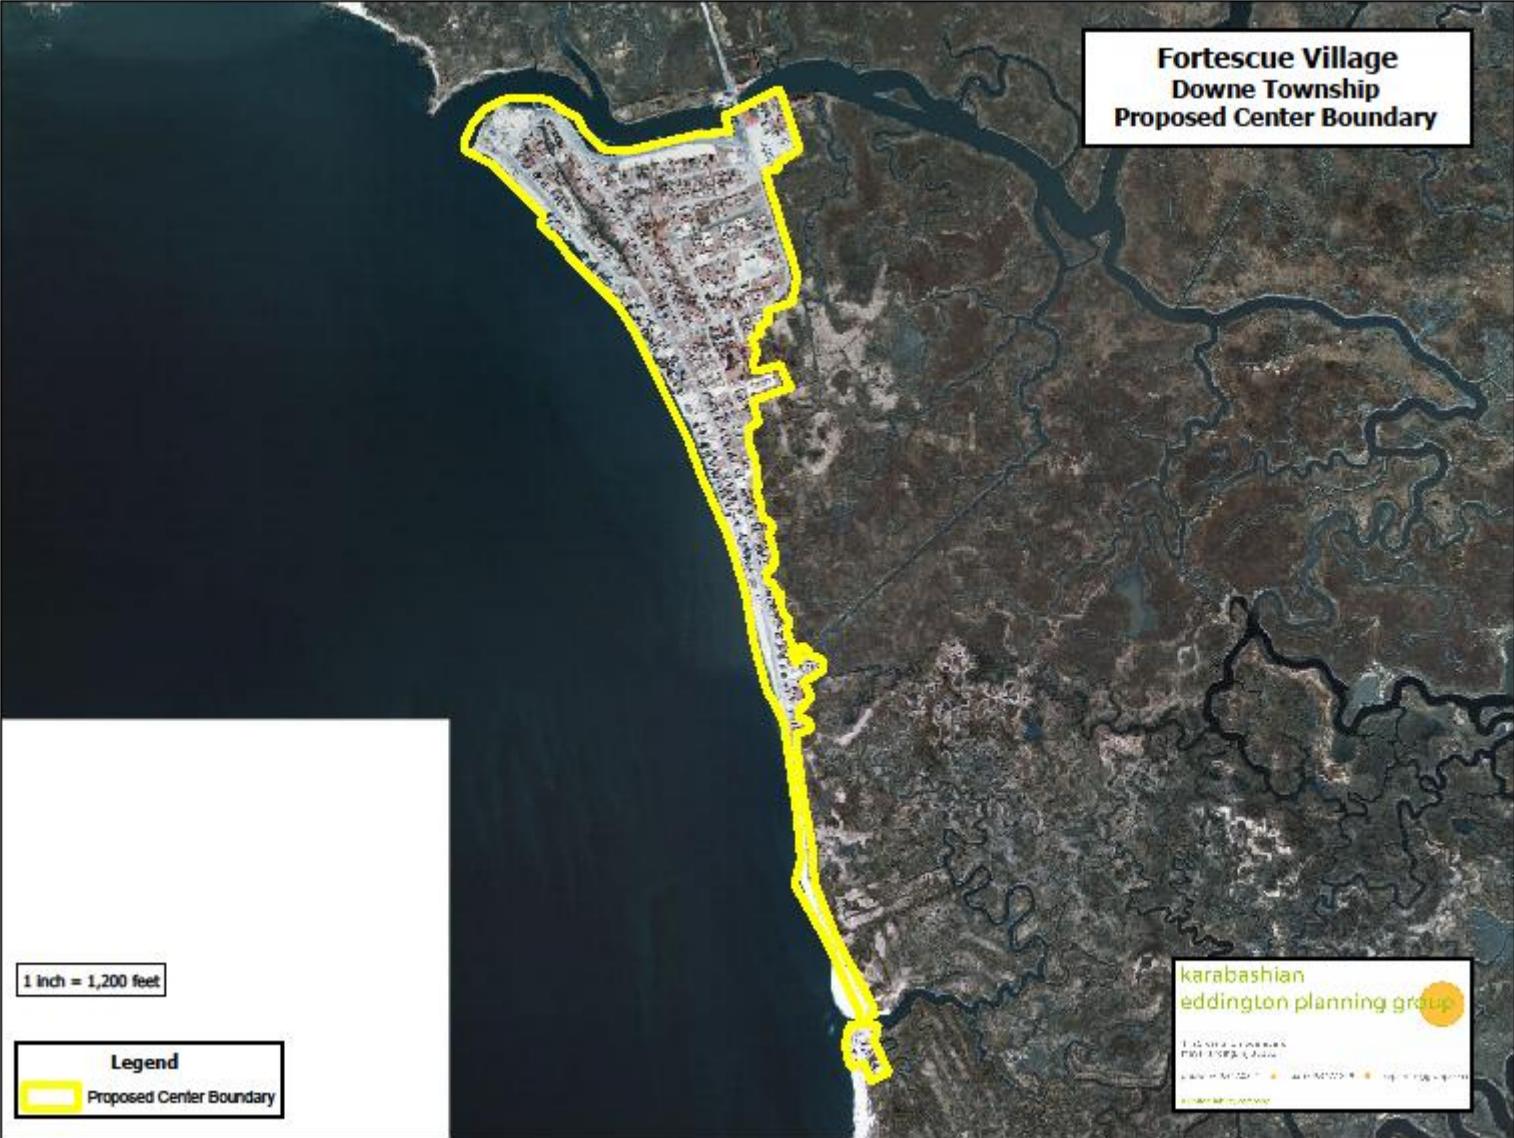 Fortescue Village
Downe Township
Proposed Center Boundary
1 inch = 1,200 feet
Legend
Proposed Center Boundary
karabashian
eddington planning group